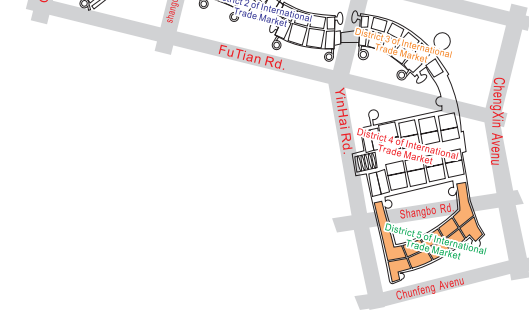 District 2 of International
Trade Market
shangc
District 3 of International
Trade Market
FuTian Rd.
YinHai Rd.
ChengXin Avenu
District 4 of International
Trade Market
Shangbo Rd
District 5 of International
Trade Market
Chunfeng Avenu